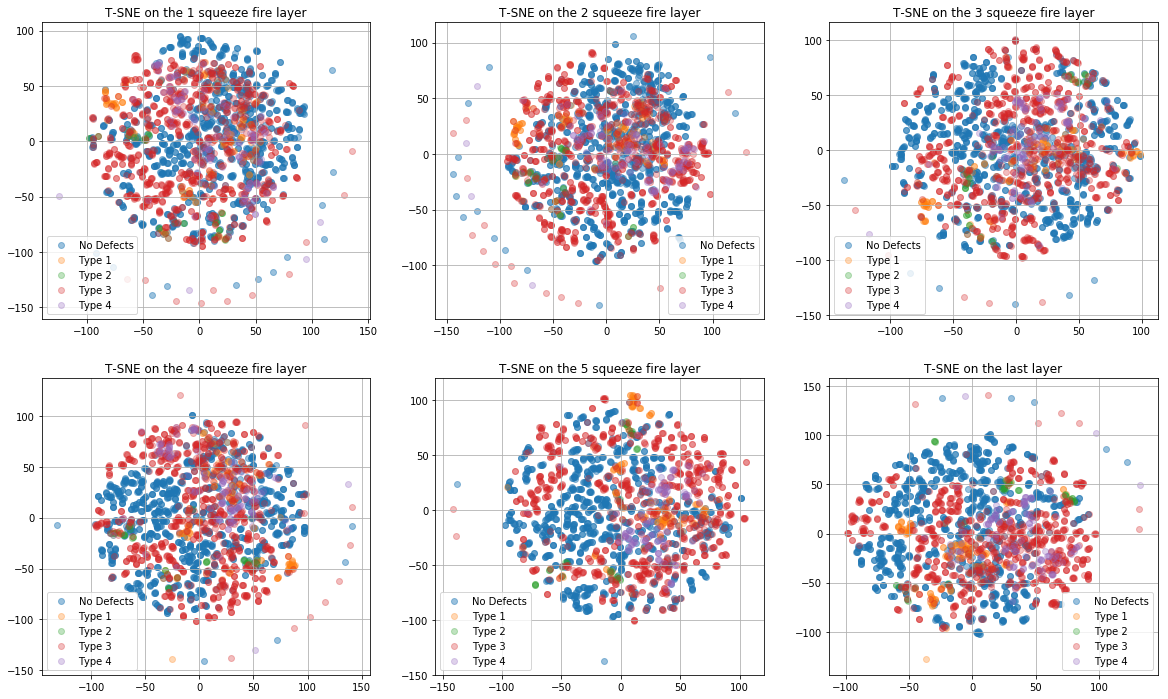 T-SNE on the 1 squeeze fire layer
100
50
0
−50
−100
−150
−100
−50
0
50
100
150
No Defects
Type 1
Type 2
Type 3
Type 4
T-SNE on the 2 squeeze fire layer
100
50
0
−50
−100
−150
−100
−50
0
50
100
No Defects
Type 1
Type 2
Type 3
Type 4
T-SNE on the 3 squeeze fire layer
100
50
0
−50
−100
−150
−100
−50
0
50
100
No Defects
Type 1
Type 2
Type 3
Type 4
T-SNE on the 4 squeeze fire layer
100
50
0
−50
−100
−150
−100
−50
0
50
100
150
No Defects
Type 1
Type 2
Type 3
Type 4
T-SNE on the 5 squeeze fire layer
100
50
0
−50
−100
−150
−150
−100
−50
0
50
100
No Defects
Type 1
Type 2
Type 3
Type 4
T-SNE on the last layer
150
100
50
0
−50
−100
−100
−50
0
50
100
No Defects
Type 1
Type 2
Type 3
Type 4